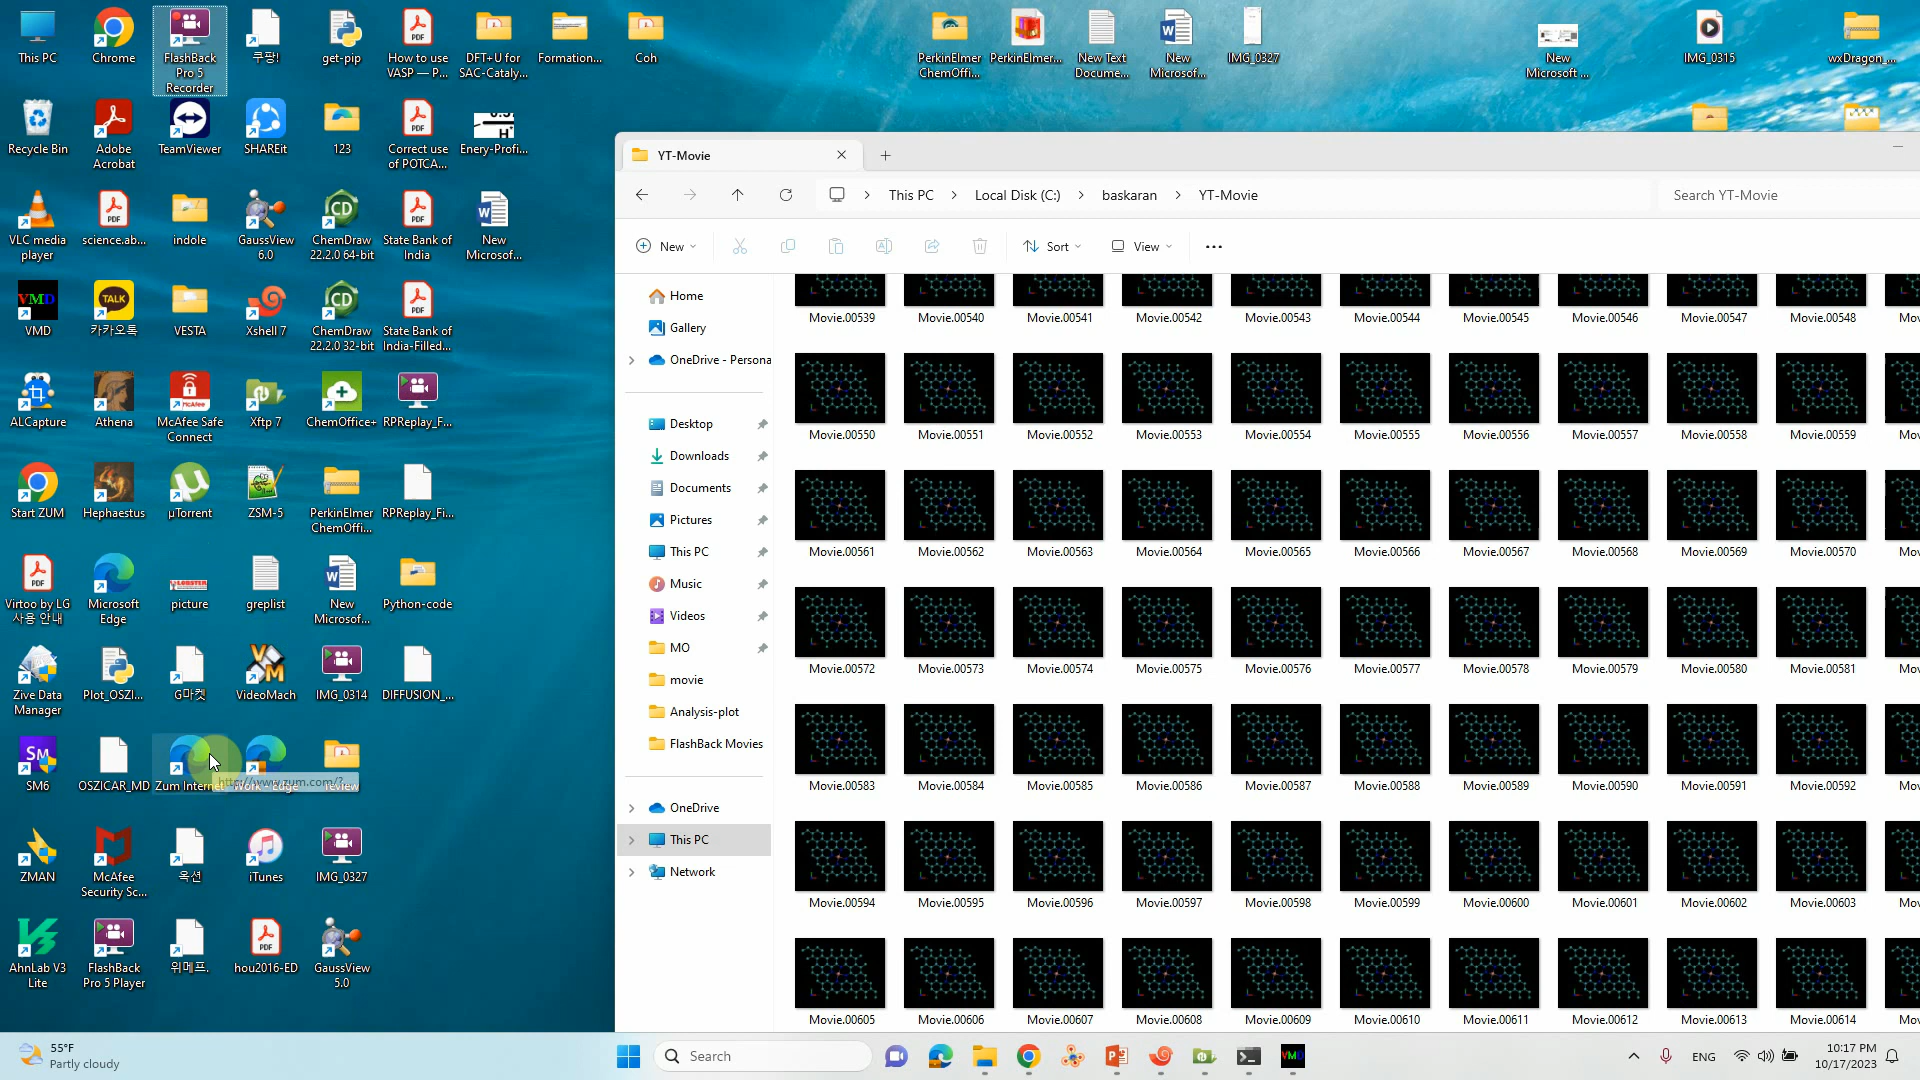 This PC
Chrome
FlashBack
Pro 5
Recorder
쿠팡!
get-pip
How to use
VASP — P...
DFT+U for
SAC-Cataly...
Formation...
Coh
PerkinElmer
ChemOffi...
PerkinElmer...
New Text
Docume...
New
Microsof...
IMG_0327
New
Microsoft ...
IMG_0315
wxDragon_...
Recycle Bin
Adobe
Acrobat
TeamViewer
SHAREit
123
Correct use
of POTCA...
Enery-Profi...
VLC media
player
science.ab...
indole
GaussView
6.0
ChemDraw
22.2.0 64-bit
State Bank of
India
New
Microsof...
VMD
카카오톡
VESTA
Xshell 7
ChemDraw
22.2.0 32-bit
State Bank of
India-Filled...
ALCapture
Athena
McAfee Safe
Connect
Xftp 7
ChemOffice+
RPReplay_F...
Start ZUM
Hephaestus
µTorrent
ZSM-5
PerkinElmer
ChemOffi...
RPReplay_Fi...
Virtoo by LG
사용 안내
Microsoft
Edge
picture
greplist
New
Microsof...
Python-code
Zive Data
Manager
Plot_OSZI...
G마켓
VideoMach
IMG_0314
DIFFUSION_...
SM6
OSZICAR_MD
Zum Internet
Work - Edge
review
http://www.zum.com/?...
ZMAN
McAfee
Security Sc...
옥션
iTunes
IMG_0327
AhnLab V3
Lite
FlashBack
Pro 5 Player
위메프.
hou2016-ED
GaussView
5.0
YT-Movie
This PC > Local Disk (C:) > baskaran > YT-Movie
Search YT-Movie
New
Sort
View
Home
Gallery
OneDrive - Persona
Desktop
Downloads
Documents
Pictures
This PC
Music
Videos
MO
movie
Analysis-plot
FlashBack Movies
OneDrive
This PC
Network
Movie.00539 Movie.00540 Movie.00541 Movie.00542 Movie.00543 Movie.00544 Movie.00545 Movie.00546 Movie.00547 Movie.00548
Movie.00550 Movie.00551 Movie.00552 Movie.00553 Movie.00554 Movie.00555 Movie.00556 Movie.00557 Movie.00558 Movie.00559
Movie.00561 Movie.00562 Movie.00563 Movie.00564 Movie.00565 Movie.00566 Movie.00567 Movie.00568 Movie.00569 Movie.00570
Movie.00572 Movie.00573 Movie.00574 Movie.00575 Movie.00576 Movie.00577 Movie.00578 Movie.00579 Movie.00580 Movie.00581
Movie.00583 Movie.00584 Movie.00585 Movie.00586 Movie.00587 Movie.00588 Movie.00589 Movie.00590 Movie.00591 Movie.00592
Movie.00594 Movie.00595 Movie.00596 Movie.00597 Movie.00598 Movie.00599 Movie.00600 Movie.00601 Movie.00602 Movie.00603
Movie.00605 Movie.00606 Movie.00607 Movie.00608 Movie.00609 Movie.00610 Movie.00611 Movie.00612 Movie.00613 Movie.00614
55°F
Partly cloudy
Search
ENG
10:17 PM
10/17/2023